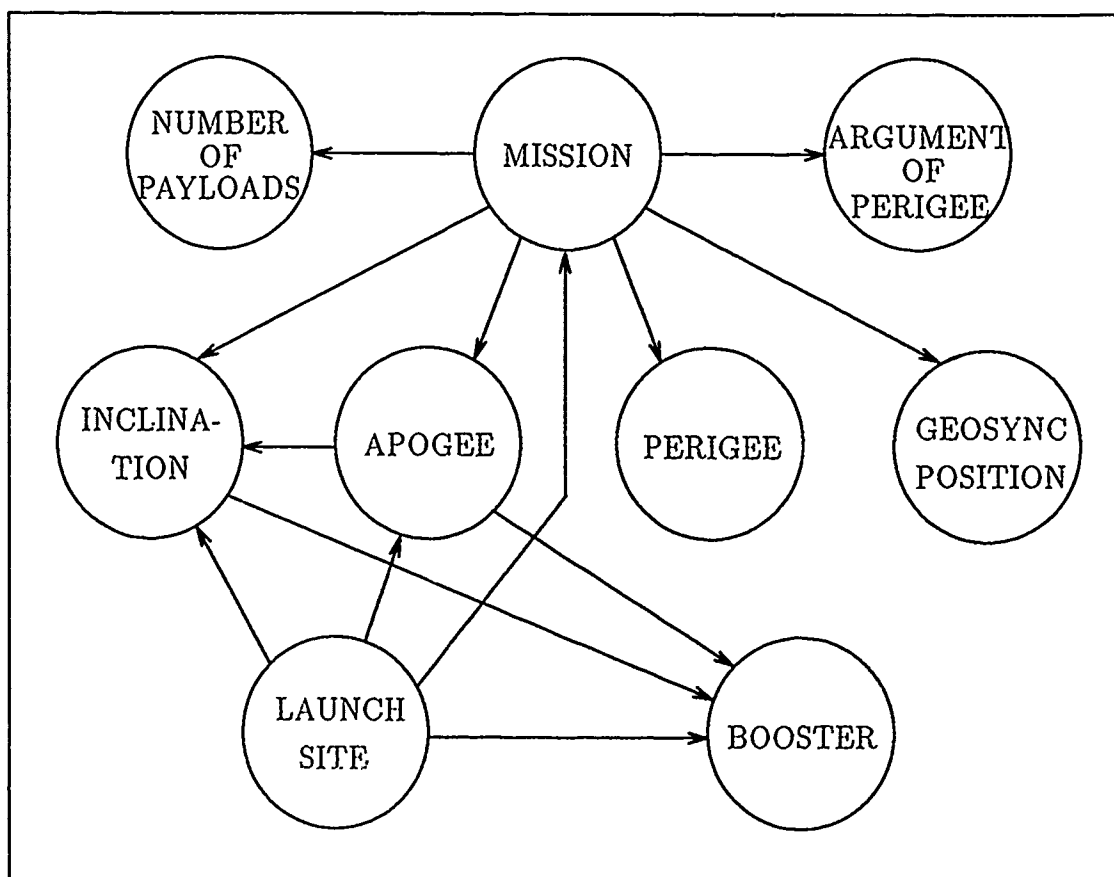 NUMBER
OF
PAYLOADS
MISSION
ARGUMENT
OF
PERIGEE
INCLINA-
TION
APOGEE
PERIGEE
GEOSYNC
POSITION
LAUNCH
SITE
BOOSTER